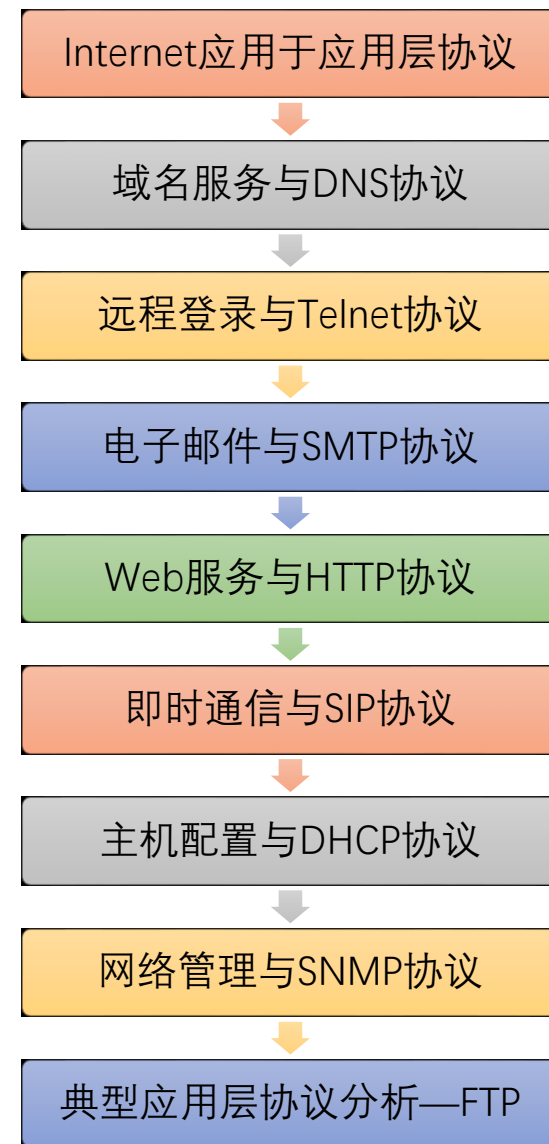 Internet应用于应用层协议
域名服务与DNS协议
远程登录与Telnet协议
电子邮件与SMTP协议
Web服务与HTTP协议
即时通信与SIP协议
主机配置与DHCP协议
网络管理与SNMP协议
典型应用层协议分析—FTP